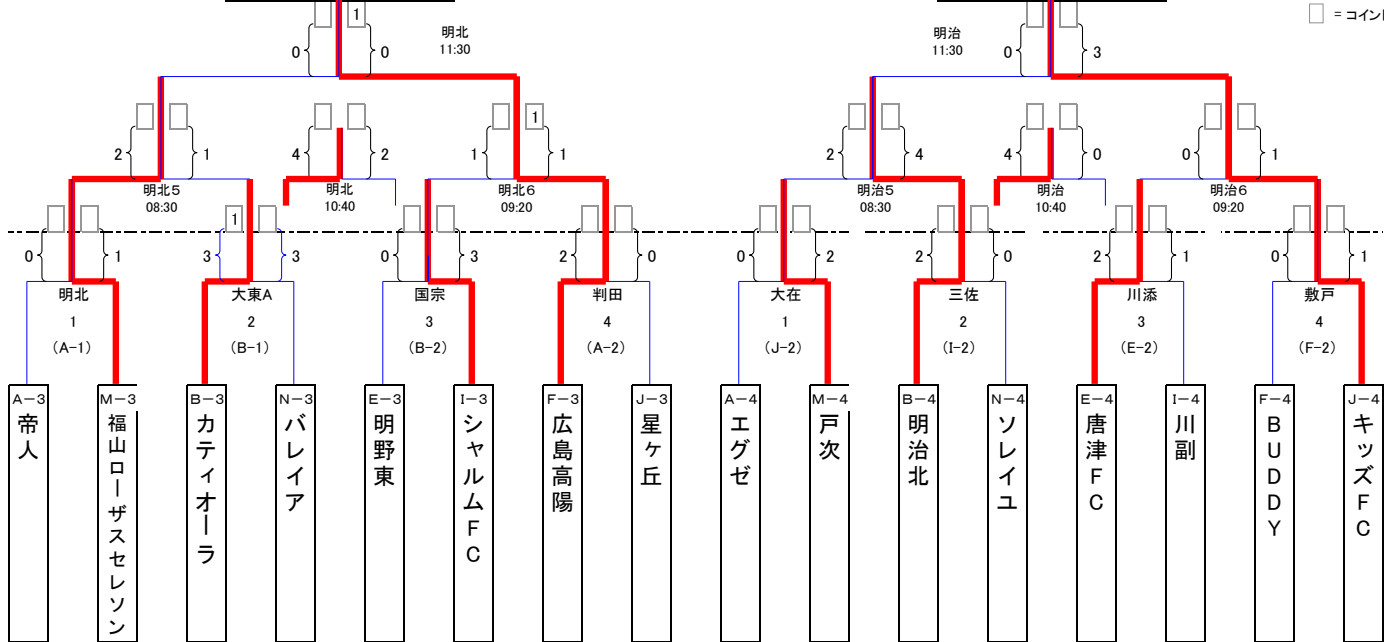 1
明北
11:30
0
0
明治
11:30
0
3
= コイン
1
2
1
4
2
1
1
2
4
4
0
0
1
明北5
08:30
明北
10:40
明北6
09:20
明治5
08:30
明治
10:40
明治6
09:20
1
0
1
3
3
0
3
2
0
0
2
2
0
2
1
0
1
明北
1
(A-1)
大東A
2
(B-1)
国宗
3
(B-2)
判田
4
(A-2)
大在
1
(J-2)
三佐
2
(I-2)
川添
3
(E-2)
敷戸
4
(F-2)
A-3
帝人
M-3
福山ローザスセレソン
B-3
カティオーラ
N-3
バレイア
E-3
明野東
I-3
シャルムFC
F-3
広島高陽
J-3
星ヶ丘
A-4
エグゼ
M-4
戸次
B-4
明治北
N-4
ソレイユ
E-4
唐津FC
I-4
川副
F-4
BUDDY
J-4
キッズFC